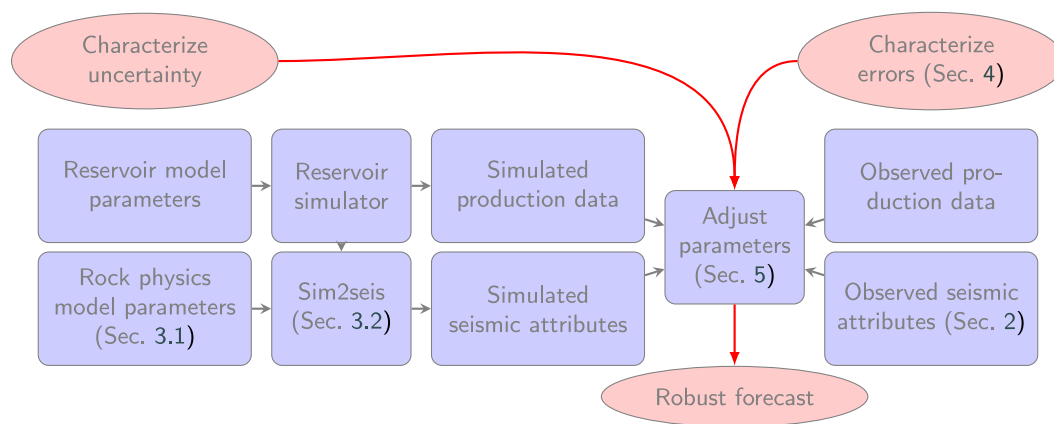 Characterize
uncertainty
Characterize
errors (Sec. 4)
Reservoir model
parameters
Reservoir
simulator
Simulated
production data
Observed pro-
duction data
Adjust
parameters
(Sec. 5)
Rock physics
model parameters
(Sec. 3.1)
Sim2seis
(Sec. 3.2)
Simulated
seismic attributes
Observed seismic
attributes (Sec. 2)
Robust forecast